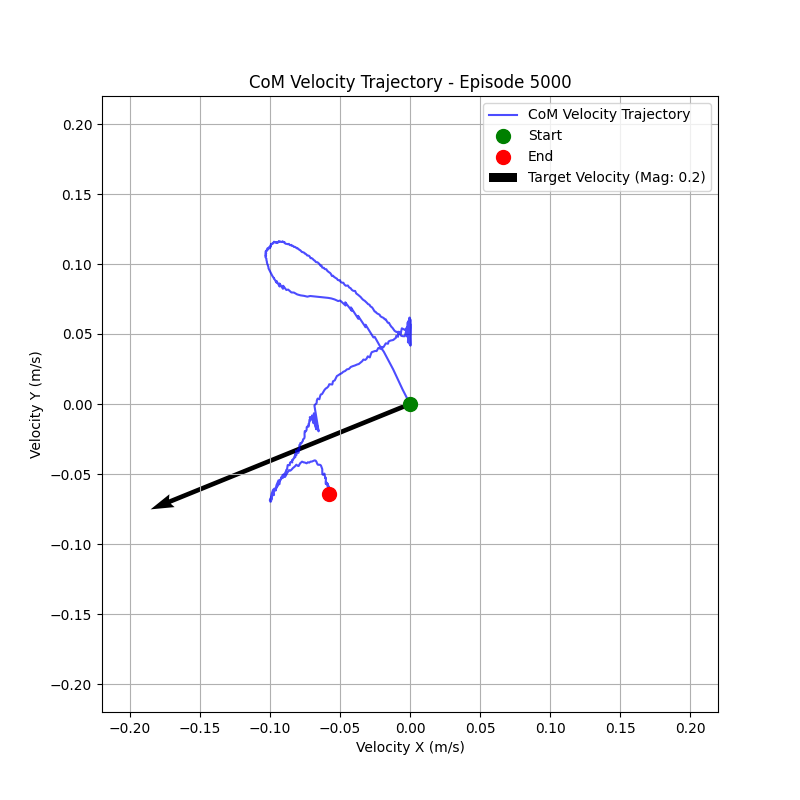 CoM Velocity Trajectory - Episode 5000
CoM Velocity Trajectory
Start
End
Target Velocity (Mag: 0.2)
0.20
0.15
0.10
0.05
0.00
−0.05
−0.10
−0.15
−0.20
Velocity Y (m/s)
−0.20 −0.15 −0.10 −0.05 0.00 0.05 0.10 0.15 0.20
Velocity X (m/s)